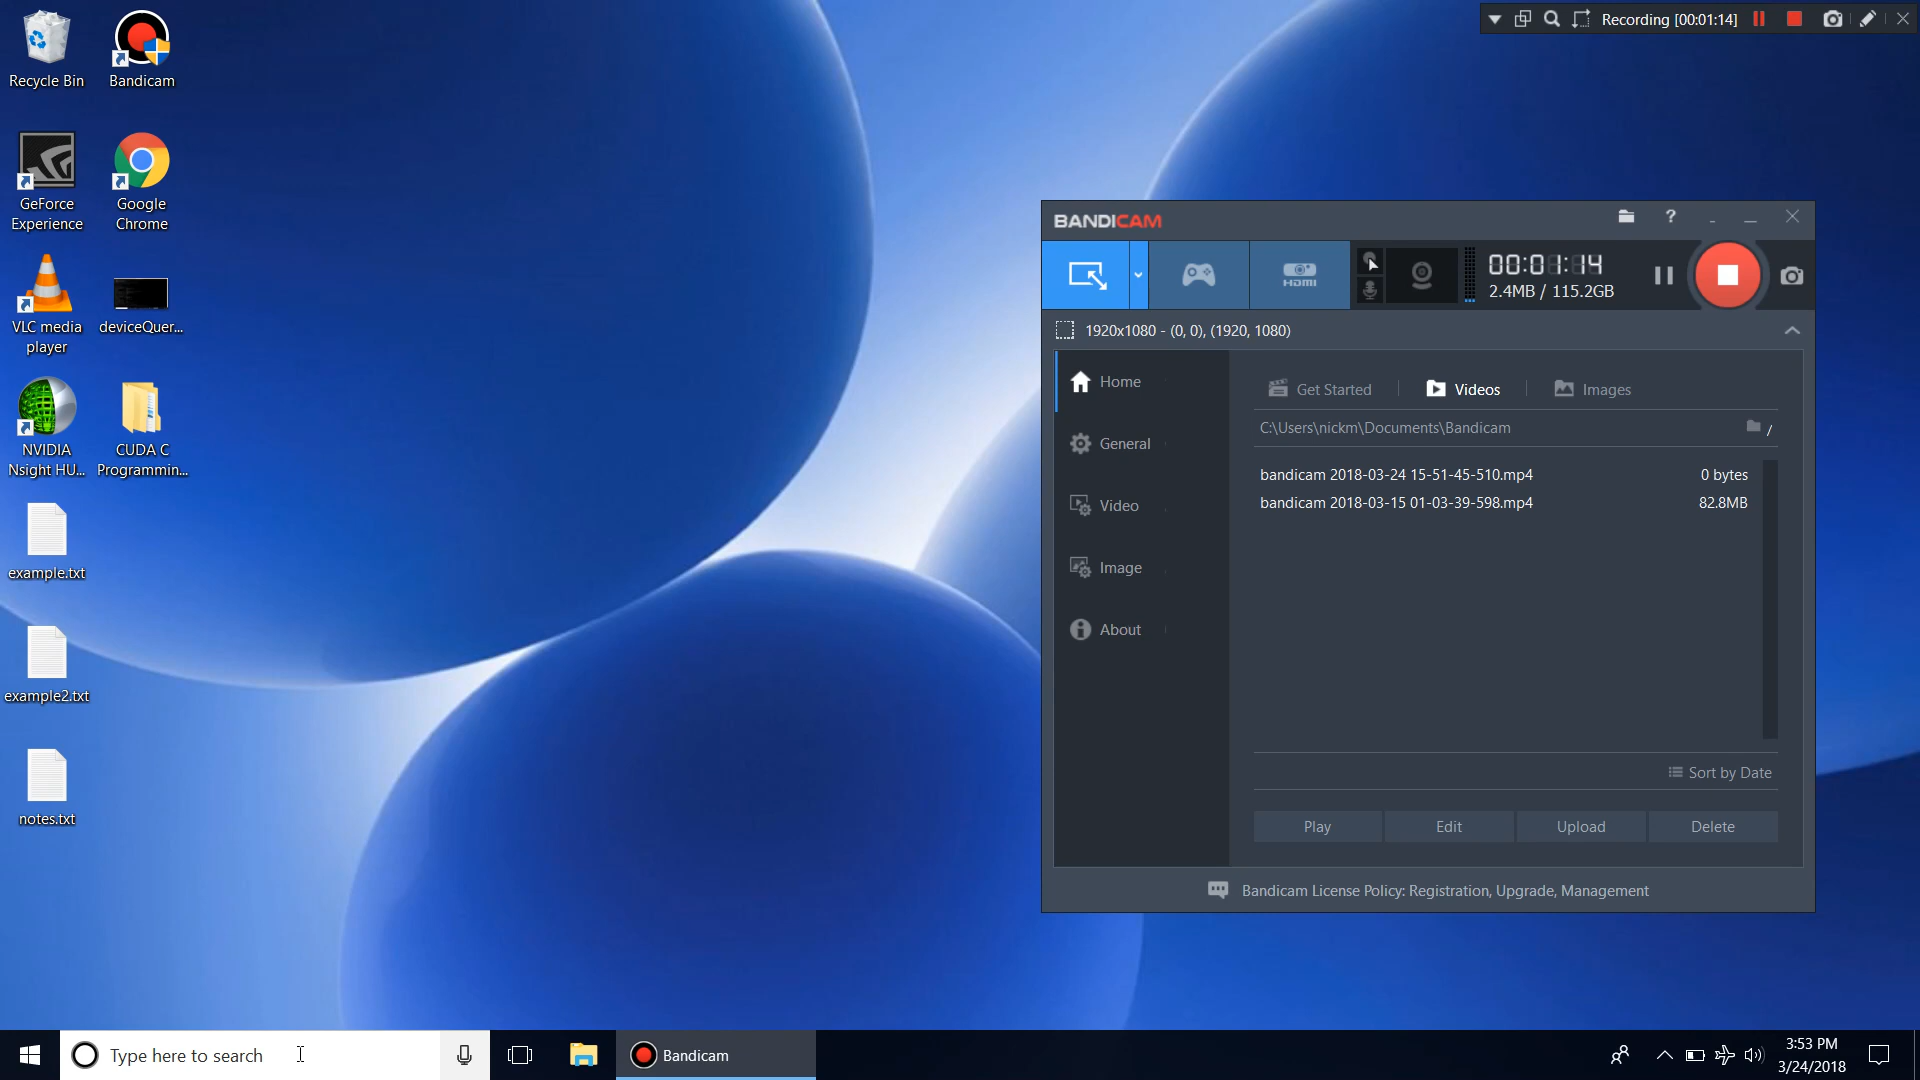 Recycle Bin
Bandicam
GeForce
Experience
Google
Chrome
VLC media
player
deviceQuer...
NVIDIA
Nsight HU...
CUDA C
Programmin...
example.txt
example2.txt
notes.txt
Recording [00:01:14]
BANDICAM
?
HDMI
00:01:14
2.4MB / 115.2GB
1920x1080 - (0, 0), (1920, 1080)
Home
General
Video
Image
About
Get Started
Videos
Images
C:\Users\nickm\Documents\Bandicam
/
bandicam 2018-03-24 15-51-45-510.mp4 0 bytes
bandicam 2018-03-15 01-03-39-598.mp4 82.8MB
Sort by Date
Play
Edit
Upload
Delete
Bandicam License Policy: Registration, Upgrade, Management
Type here to search
Bandicam
3:53 PM
3/24/2018